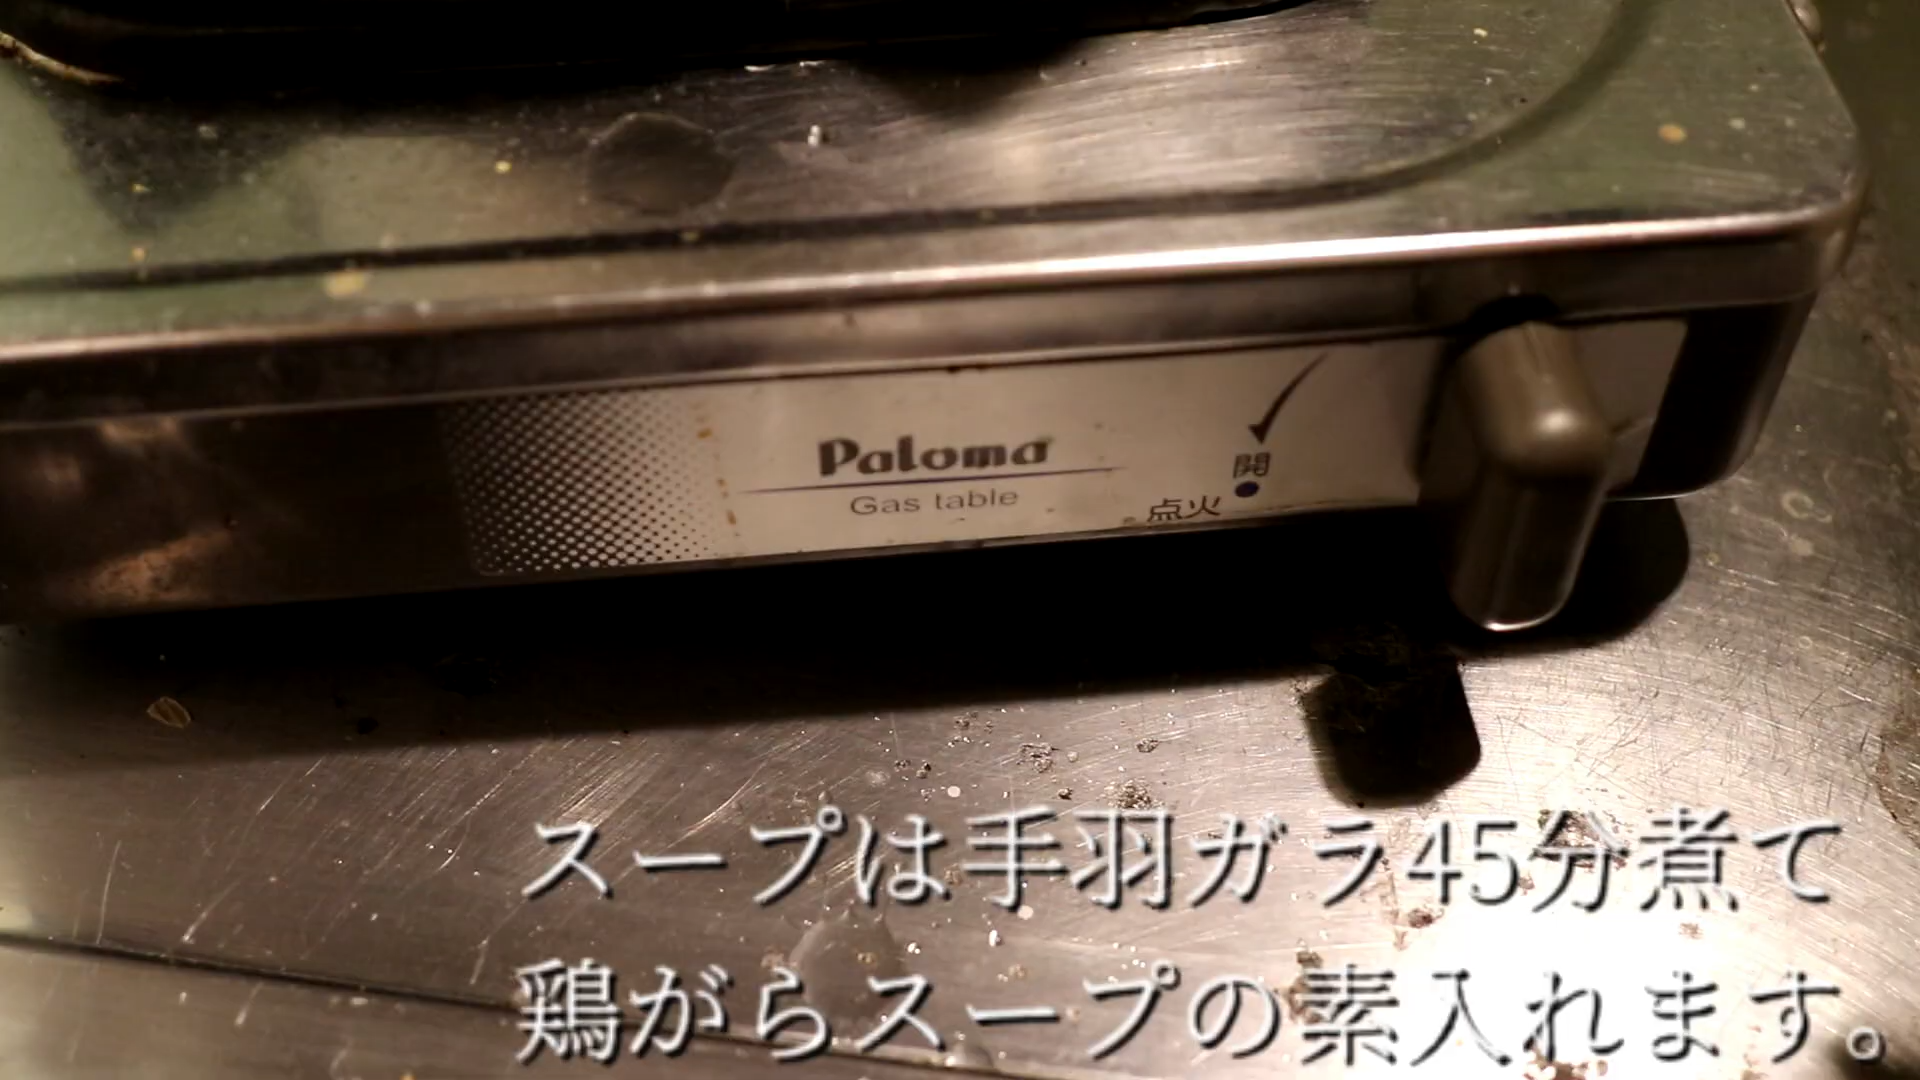 Paloma
Gas table
開
点火
スープは手羽ガラ45分煮て
鶏がらスープの素入れます。